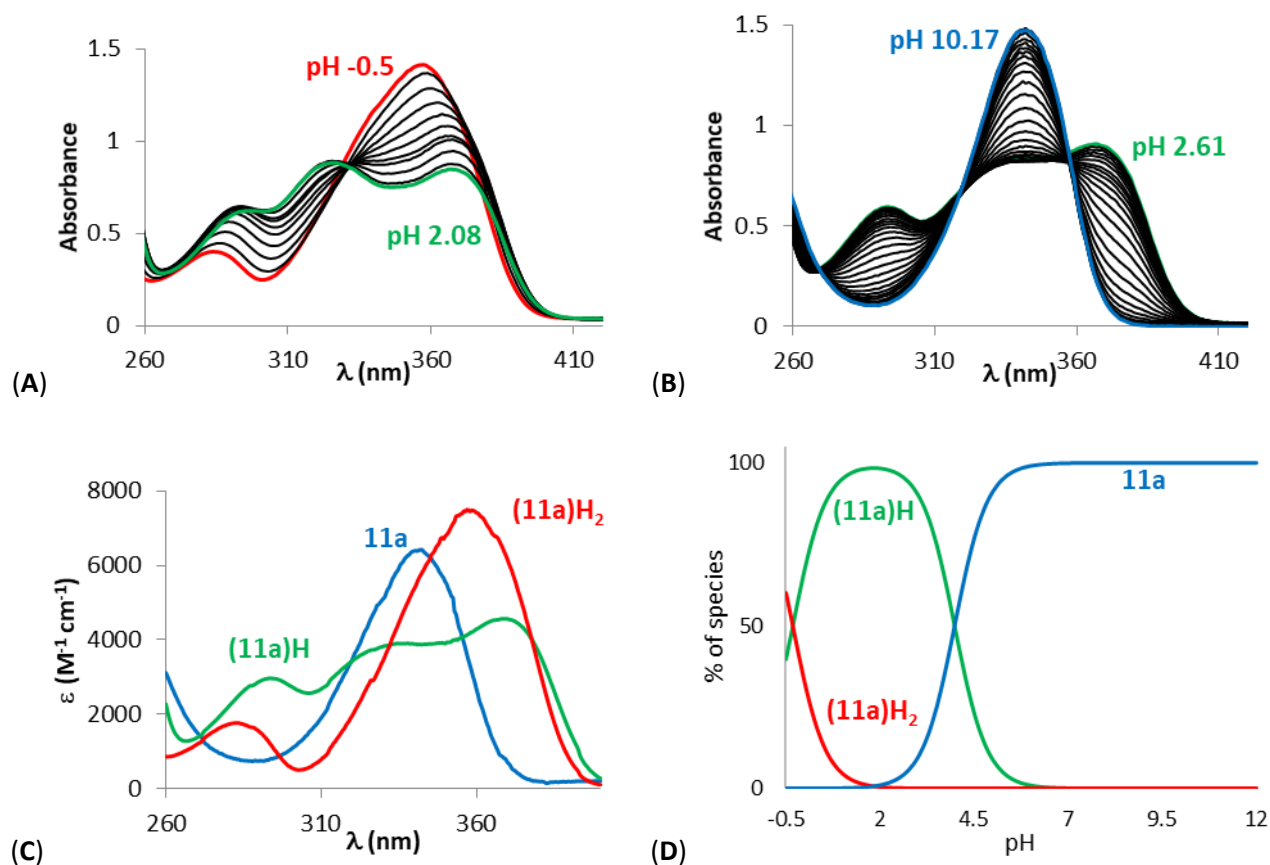 1.5
1
0.5
0
Absorbance
pH -0.5
pH 2.08
260
310
360
410
λ (nm)
(A)
1.5
1
0.5
0
Absorbance
pH 10.17
pH 2.61
260
310
360
410
λ (nm)
(B)
8000
6000
4000
2000
0
ε (M-1 cm-1)
11a
(11a)H2
(11a)H
260
310
360
λ (nm)
(C)
100
50
0
% of species
(11a)H
11a
(11a)H2
-0.5
2
4.5
7
9.5
12
pH
(D)